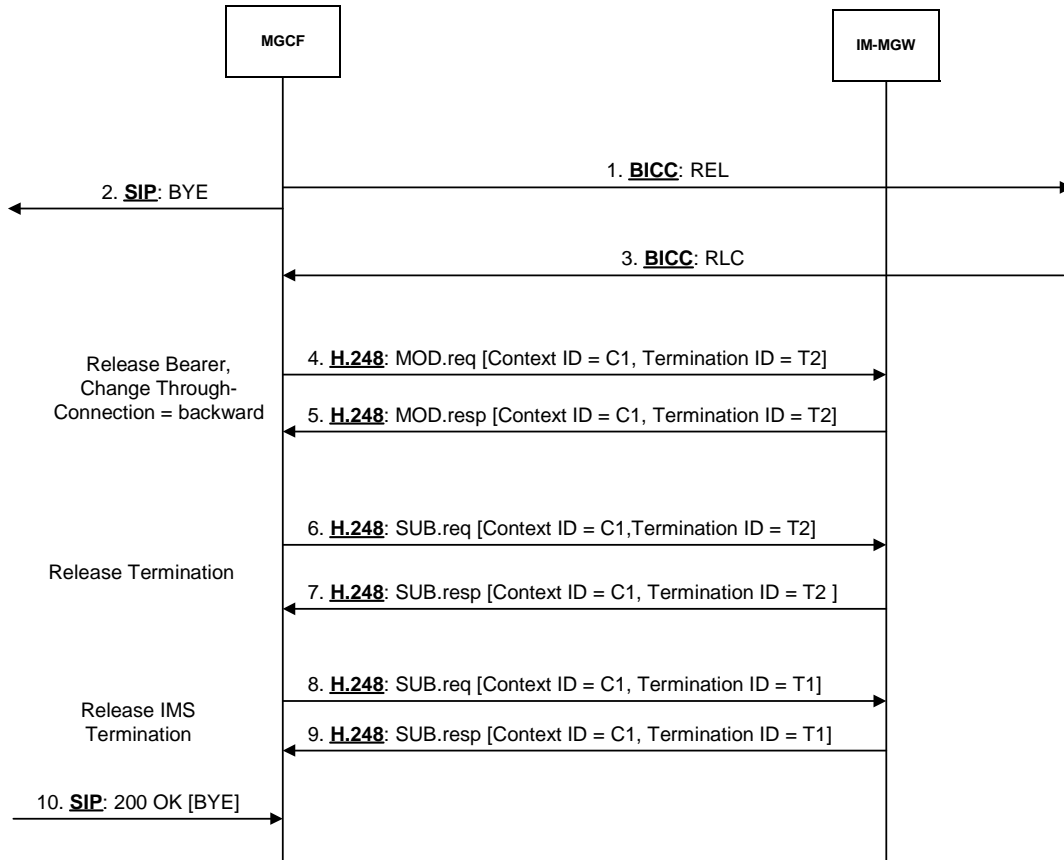 MGCF
IM-MGW
1. BICC: REL
2. SIP: BYE
3. BICC: RLC
Release Bearer,
Change Through-
Connection = backward
4. H.248: MOD.req [Context ID = C1, Termination ID = T2]
5. H.248: MOD.resp [Context ID = C1, Termination ID = T2]
6. H.248: SUB.req [Context ID = C1,Termination ID = T2]
Release Termination
7. H.248: SUB.resp [Context ID = C1, Termination ID = T2 ]
8. H.248: SUB.req [Context ID = C1, Termination ID = T1]
Release IMS
Termination
9. H.248: SUB.resp [Context ID = C1, Termination ID = T1]
10. SIP: 200 OK [BYE]